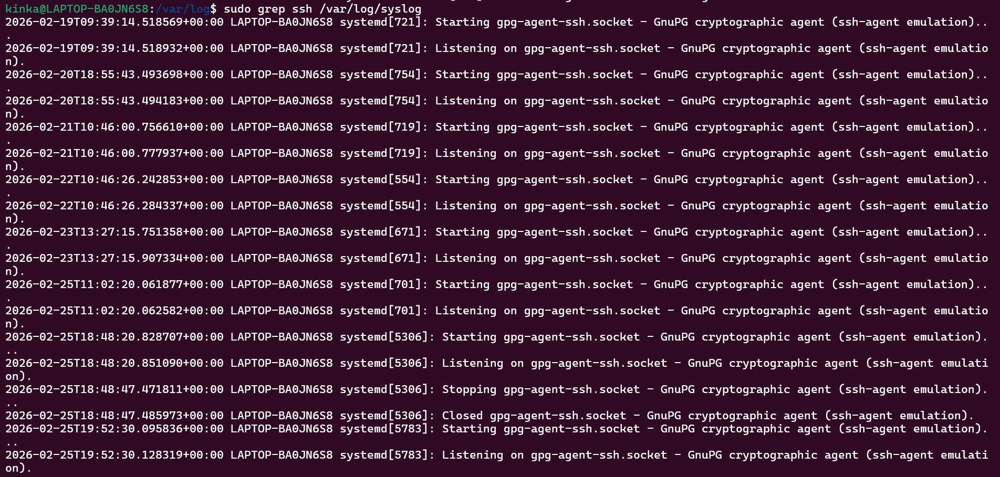 kinka@LAPTOP-BA0JN6S8:/var/log$ sudo grep ssh /var/log/syslog
2026-02-19T09:39:14.518569+00:00 LAPTOP-BA0JN6S8 systemd[721]: Starting gpg-agent-ssh.socket - GnuPG cryptographic agent (ssh-agent emulation)..
.
2026-02-19T09:39:14.518932+00:00 LAPTOP-BA0JN6S8 systemd[721]: Listening on gpg-agent-ssh.socket - GnuPG cryptographic agent (ssh-agent emulatio
n).
2026-02-20T18:55:43.493698+00:00 LAPTOP-BA0JN6S8 systemd[754]: Starting gpg-agent-ssh.socket - GnuPG cryptographic agent (ssh-agent emulation)..
.
2026-02-20T18:55:43.494183+00:00 LAPTOP-BA0JN6S8 systemd[754]: Listening on gpg-agent-ssh.socket - GnuPG cryptographic agent (ssh-agent emulatio
n).
2026-02-21T10:46:00.756610+00:00 LAPTOP-BA0JN6S8 systemd[719]: Starting gpg-agent-ssh.socket - GnuPG cryptographic agent (ssh-agent emulation)..
.
2026-02-21T10:46:00.777937+00:00 LAPTOP-BA0JN6S8 systemd[719]: Listening on gpg-agent-ssh.socket - GnuPG cryptographic agent (ssh-agent emulatio
n).
2026-02-22T10:46:26.242853+00:00 LAPTOP-BA0JN6S8 systemd[554]: Starting gpg-agent-ssh.socket - GnuPG cryptographic agent (ssh-agent emulation)..
.
2026-02-22T10:46:26.284337+00:00 LAPTOP-BA0JN6S8 systemd[554]: Listening on gpg-agent-ssh.socket - GnuPG cryptographic agent (ssh-agent emulatio
n).
2026-02-23T13:27:15.751358+00:00 LAPTOP-BA0JN6S8 systemd[671]: Starting gpg-agent-ssh.socket - GnuPG cryptographic agent (ssh-agent emulation)..
.
2026-02-23T13:27:15.907334+00:00 LAPTOP-BA0JN6S8 systemd[671]: Listening on gpg-agent-ssh.socket - GnuPG cryptographic agent (ssh-agent emulatio
n).
2026-02-25T11:02:20.061877+00:00 LAPTOP-BA0JN6S8 systemd[701]: Starting gpg-agent-ssh.socket - GnuPG cryptographic agent (ssh-agent emulation)..
.
2026-02-25T11:02:20.062582+00:00 LAPTOP-BA0JN6S8 systemd[701]: Listening on gpg-agent-ssh.socket - GnuPG cryptographic agent (ssh-agent emulatio
n).
2026-02-25T18:48:20.828707+00:00 LAPTOP-BA0JN6S8 systemd[5306]: Starting gpg-agent-ssh.socket - GnuPG cryptographic agent (ssh-agent emulation).
..
2026-02-25T18:48:20.851090+00:00 LAPTOP-BA0JN6S8 systemd[5306]: Listening on gpg-agent-ssh.socket - GnuPG cryptographic agent (ssh-agent emulati
on).
2026-02-25T18:48:47.471811+00:00 LAPTOP-BA0JN6S8 systemd[5306]: Stopping gpg-agent-ssh.socket - GnuPG cryptographic agent (ssh-agent emulation).
..
2026-02-25T18:48:47.485973+00:00 LAPTOP-BA0JN6S8 systemd[5306]: Closed gpg-agent-ssh.socket - GnuPG cryptographic agent (ssh-agent emulation).
2026-02-25T19:52:30.095836+00:00 LAPTOP-BA0JN6S8 systemd[5783]: Starting gpg-agent-ssh.socket - GnuPG cryptographic agent (ssh-agent emulation).
..
2026-02-25T19:52:30.128319+00:00 LAPTOP-BA0JN6S8 systemd[5783]: Listening on gpg-agent-ssh.socket - GnuPG cryptographic agent (ssh-agent emulati
on).